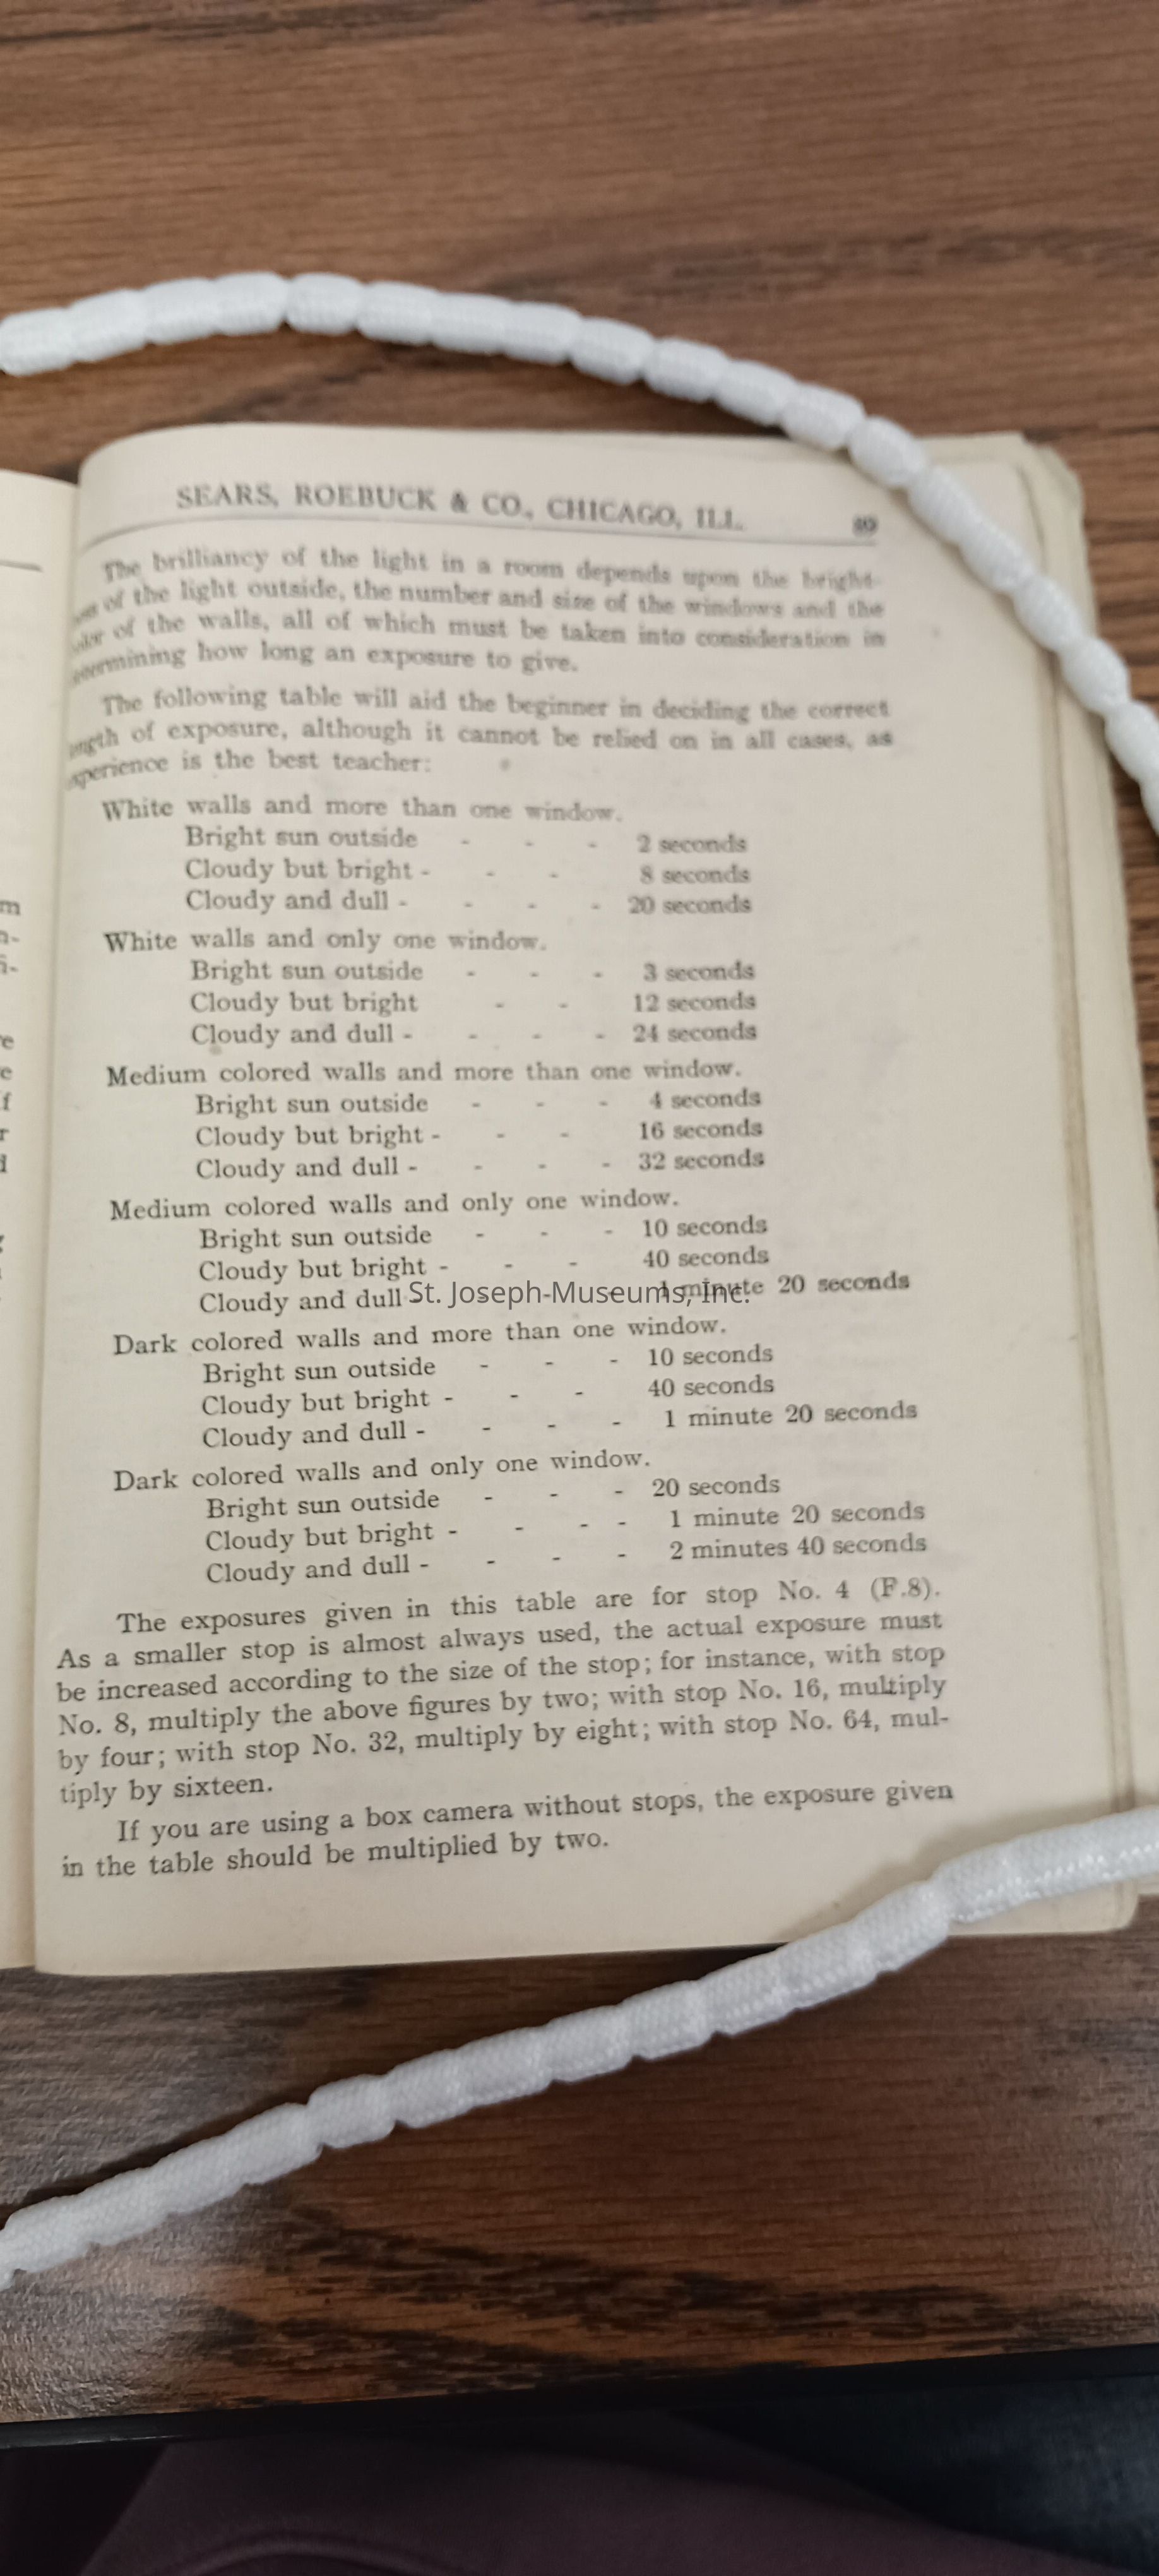 SEARS, ROEBUCK & CO., CHICAGO, ILL.
The brilliancy of the light in a room depends upon the bright-
of the light outside, the number and size of the windows and the
of the walls, all of which must be taken into consideration in
how long an exposure to give.
The following table will aid the beginner in deciding the correct
of exposure, although it cannot be relied on in all cases, as
is the best teacher:
White walls and more than one window.
Bright sun outside - - - 2 seconds
Cloudy but bright - - - 8 seconds
Cloudy and dull - - - - 20 seconds
White walls and only one window.
Bright sun outside - - - 3 seconds
Cloudy but bright - - 12 seconds
Cloudy and dull - - - - 24 seconds
Medium colored walls and more than one window.
Bright sun outside - - - 4 seconds
Cloudy but bright - - - 16 seconds
Cloudy and dull - - - - 32 seconds
Medium colored walls and only one window.
Bright sun outside - - - 10 seconds
Cloudy but bright - - - 40 seconds
Cloudy and dull - - - 1 minute 20 seconds
St. Joseph-Museums, Inc.
Dark colored walls and more than one window.
Bright sun outside - - - 10 seconds
Cloudy but bright - - - 40 seconds
Cloudy and dull - - - - 1 minute 20 seconds
Dark colored walls and only one window.
Bright sun outside - - - 20 seconds
Cloudy but bright - - - - 1 minute 20 seconds
Cloudy and dull - - - - 2 minutes 40 seconds
The exposures given in this table are for stop No. 4 (F.8).
As a smaller stop is almost always used, the actual exposure must
be increased according to the size of the stop; for instance, with stop
No. 8, multiply the above figures by two; with stop No. 16, multiply
by four; with stop No. 32, multiply by eight; with stop No. 64, mul-
tiply by sixteen.
If you are using a box camera without stops, the exposure given
in the table should be multiplied by two.